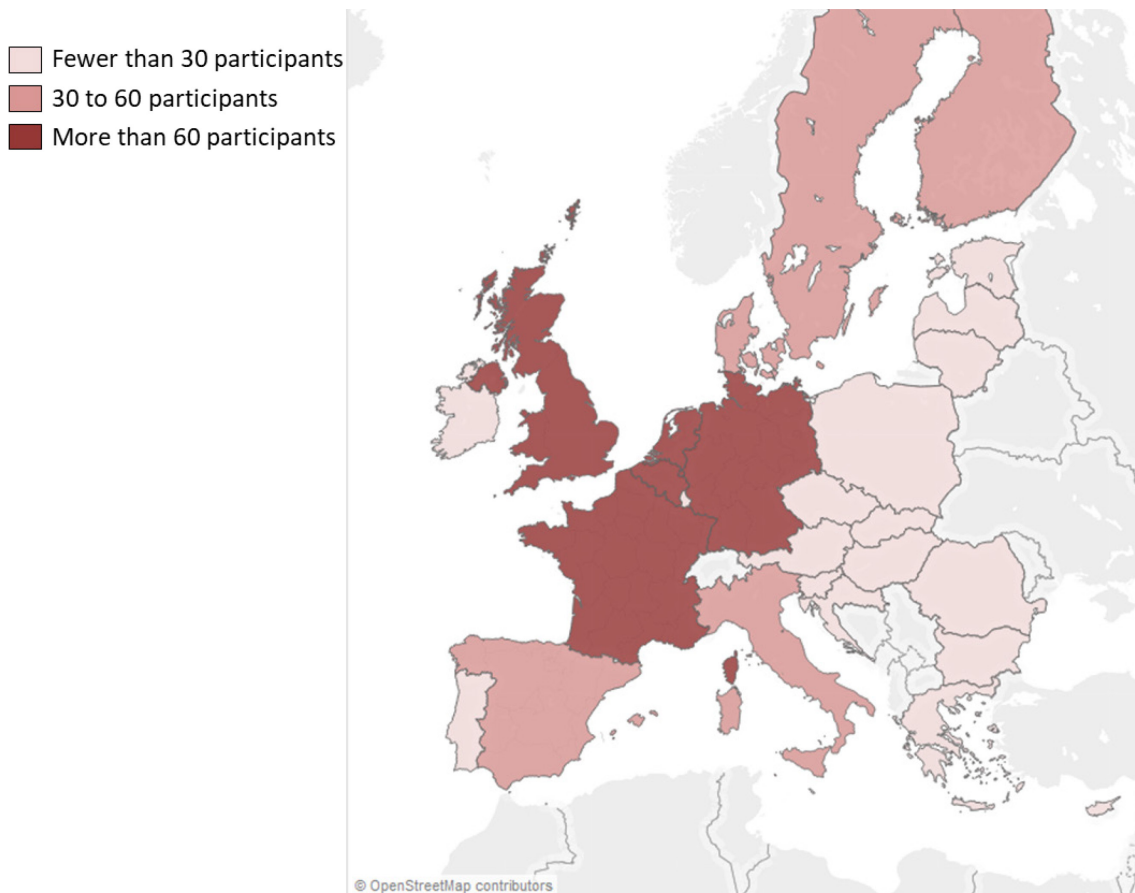 Fewer than 30 participants
30 to 60 participants
More than 60 participants
© OpenStreetMap contributors